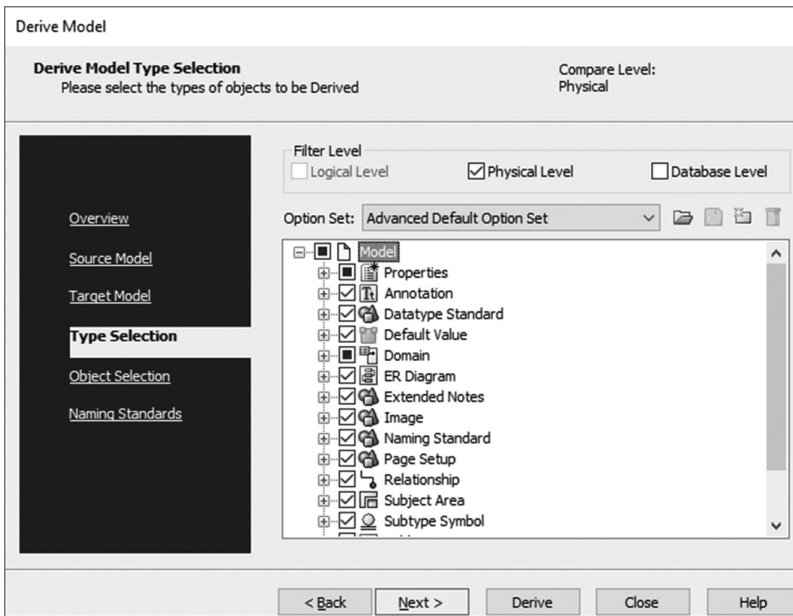 Derive Model
Derive Model Type Selection
Please select the types of objects to be Derived
Compare Level:
Physical
Filter Level
Logical Level
Physical Level
Database Level
Overview
Source Model
Target Model
Type Selection
Object Selection
Naming Standards
Option Set: Advanced Default Option Set
Model
Properties
Annotation
Datatype Standard
Default Value
Domain
ER Diagram
Extended Notes
Image
Naming Standard
Page Setup
Relationship
Subject Area
Subtype Symbol
< Back
Next >
Derive
Close
Help